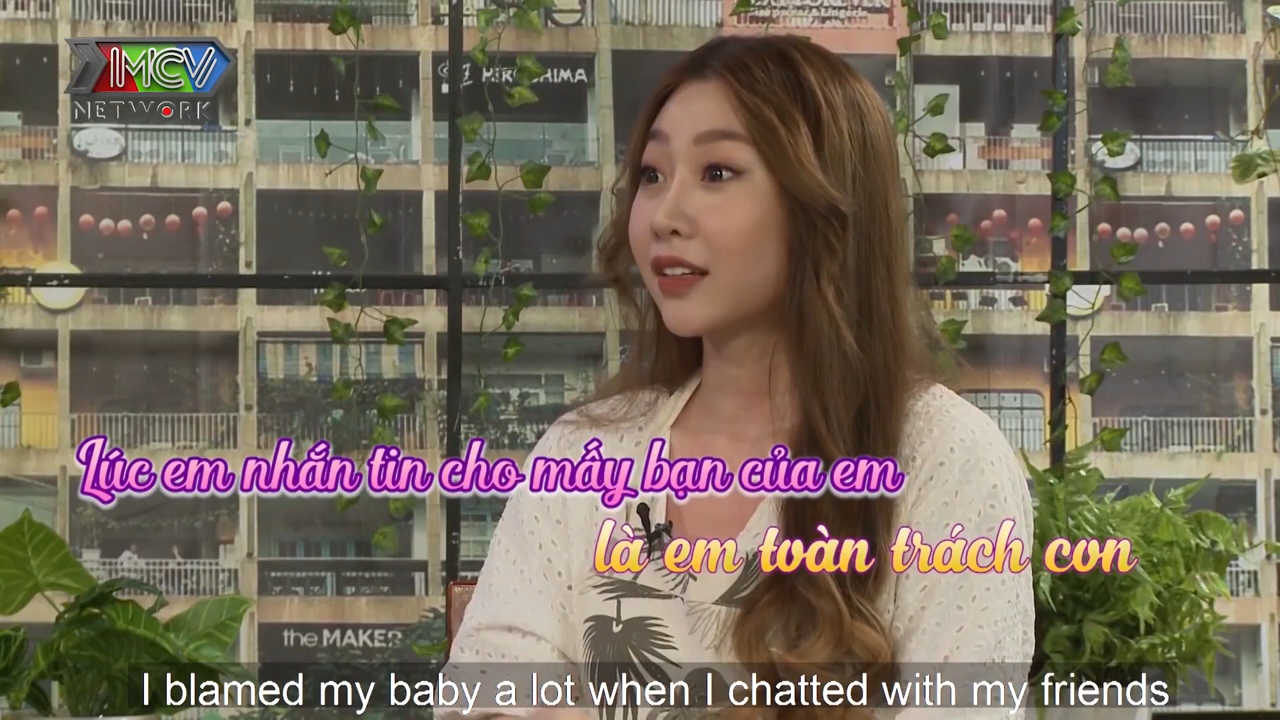 MCV
NETWORK
HIROSHIMA
Lúc em nhắn tin cho mấy bạn của em
là em toàn trách con
the MAKER
I blamed my baby a lot when I chatted with my friends